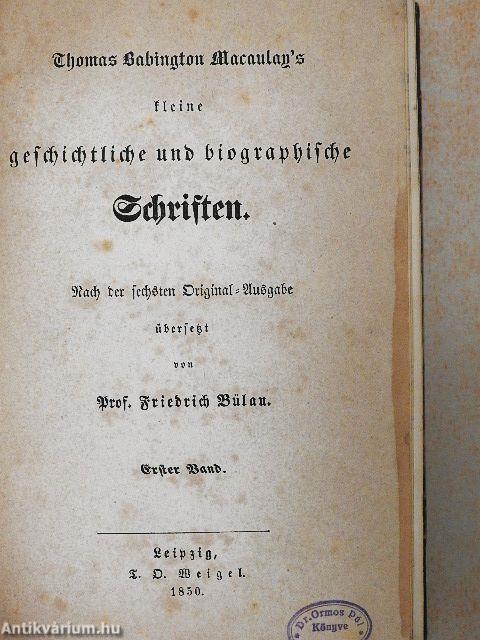 Thomas Babington Macaulay's
kleine
geschichtliche und biographische
Schriften.
Nach der sechsten Original-Ausgabe
übersetzt
von
Prof. Friedrich Bülau.
Erster Band.
Leipzig,
T. O. Weigel.
1850.
Dr. Ormos Pál
Könyve
Antikvárium.hu